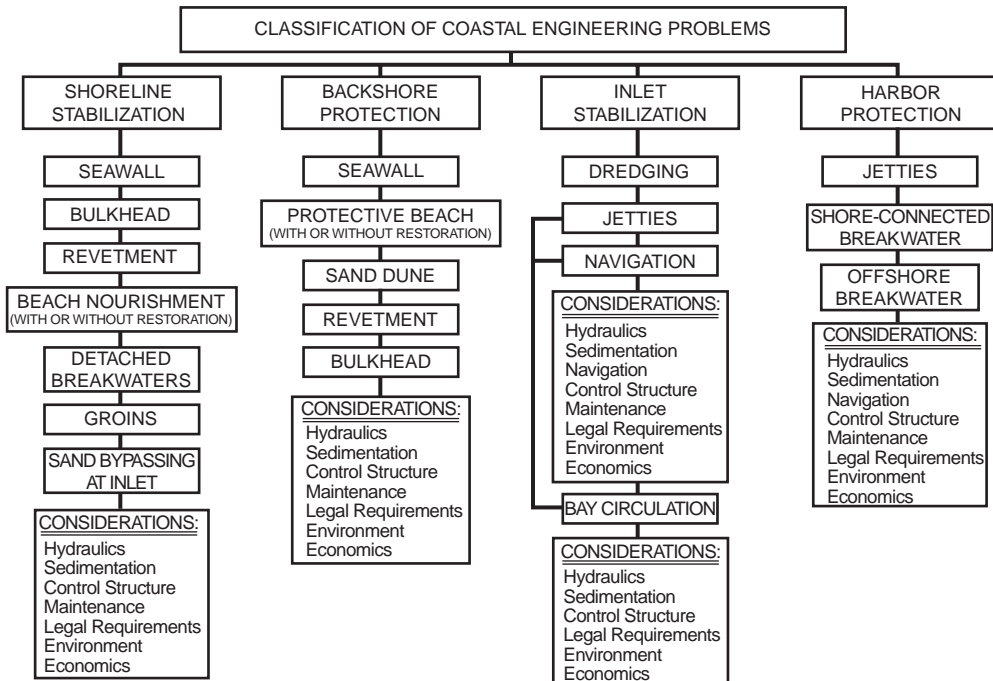 CLASSIFICATION OF COASTAL ENGINEERING PROBLEMS
SHORELINE
STABILIZATION
SEAWALL
BULKHEAD
REVETMENT
BEACH NOURISHMENT
(WITH OR WITHOUT RESTORATION)
DETACHED
BREAKWATERS
GROINS
SAND BYPASSING
AT INLET
CONSIDERATIONS:
Hydraulics
Sedimentation
Control Structure
Maintenance
Legal Requirements
Environment
Economics
BACKSHORE
PROTECTION
SEAWALL
PROTECTIVE BEACH
(WITH OR WITHOUT RESTORATION)
SAND DUNE
REVETMENT
BULKHEAD
CONSIDERATIONS:
Hydraulics
Sedimentation
Control Structure
Maintenance
Legal Requirements
Environment
Economics
INLET
STABILIZATION
DREDGING
JETTIES
NAVIGATION
CONSIDERATIONS:
Hydraulics
Sedimentation
Navigation
Control Structure
Maintenance
Legal Requirements
Environment
Economics
BAY CIRCULATION
CONSIDERATIONS:
Hydraulics
Sedimentation
Control Structure
Legal Requirements
Environment
Economics
HARBOR
PROTECTION
JETTIES
SHORE-CONNECTED
BREAKWATER
OFFSHORE
BREAKWATER
CONSIDERATIONS:
Hydraulics
Sedimentation
Navigation
Control Structure
Maintenance
Legal Requirements
Environment
Economics